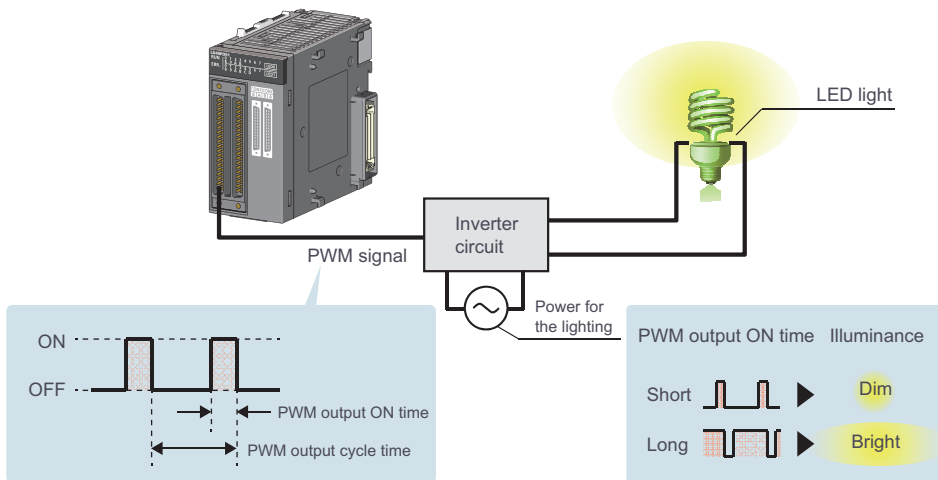 LED light
Inverter
circuit
PWM signal
Power for
the lighting
ON
OFF
PWM output ON time
PWM output cycle time
PWM output ON time Illuminance
Short Dim
Long Bright